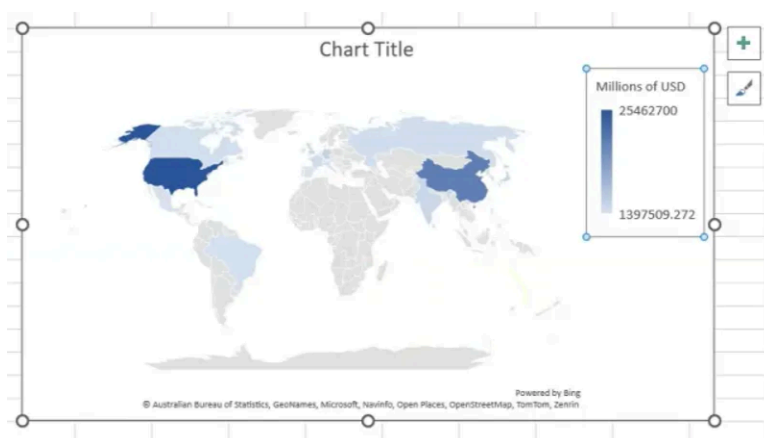 Chart Title
Millions of USD
25462700
1397509.272
Powered by Bing
© Australian Bureau of Statistics, GeoNames, Microsoft, Navinfo, Open Places, OpenStreetMap, TomTom, Zenrin